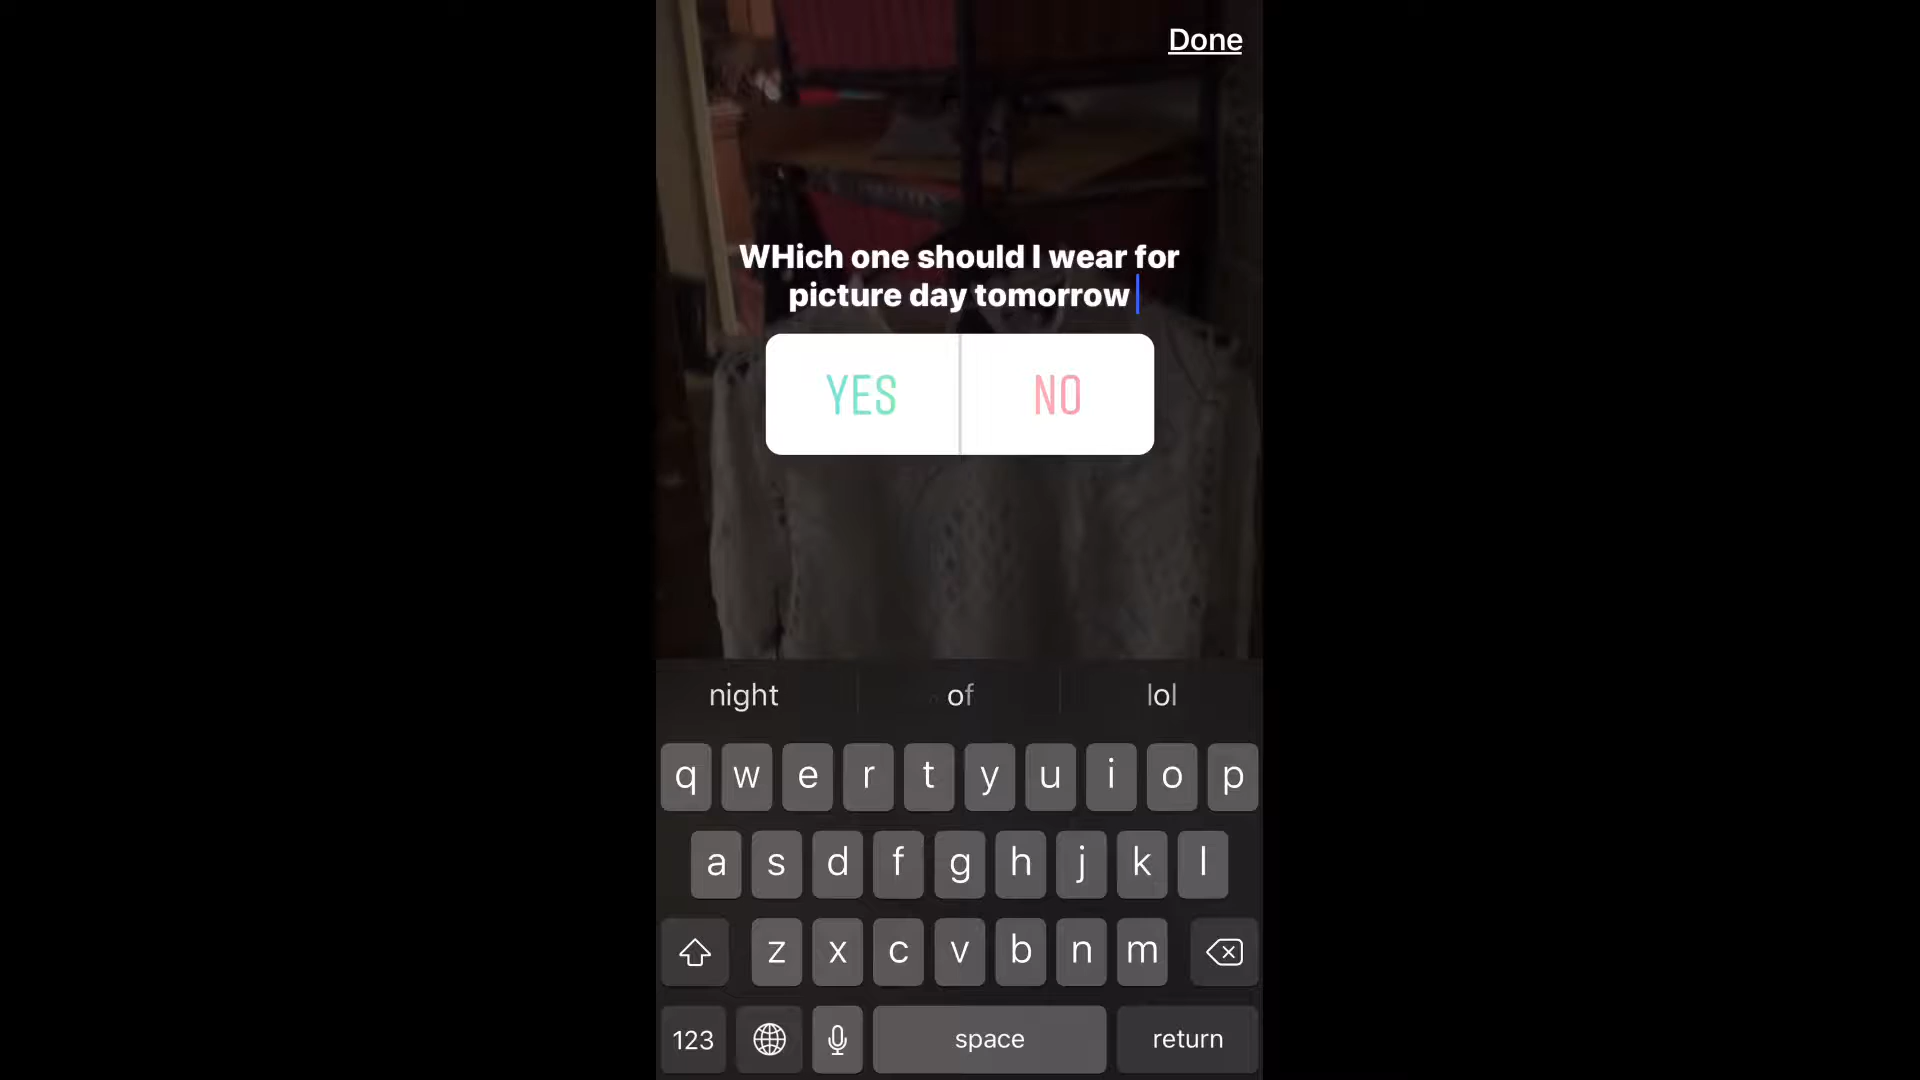 Done
WHich one should I wear for
picture day tomorrow
YES NO
night of lol
q w e r t y u i o p
a s d f g h j k l
z x c v b n m
123 space return